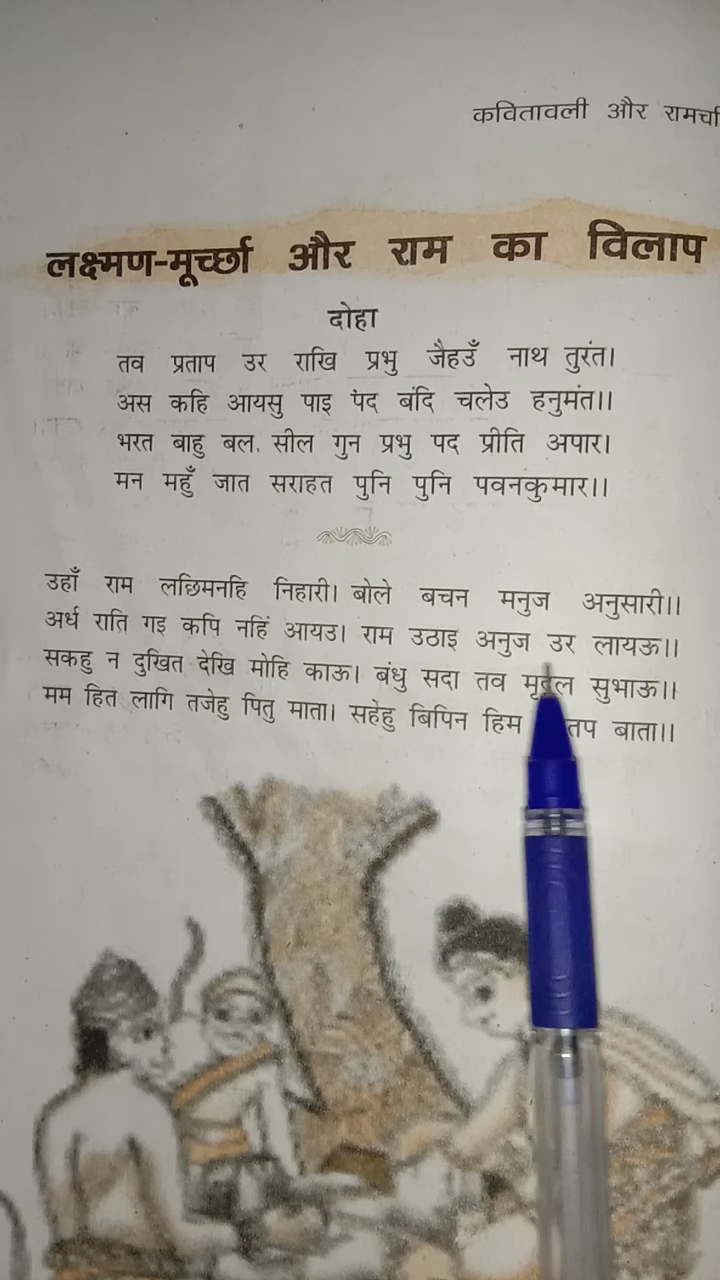 कवितावली और
लक्ष्मण-मूर्च्छा और राम का विलाप
दोहा
तव प्रताप उर राखि प्रभु जैहउँ नाथ तुरंत।
अस कहि आयसु पाइ पद बंदि चलेउ हनुमंत।।
भरत बाहु बल सील गुन प्रभु पद प्रीति अपार।
मन महुँ जात सराहत पुनि पुनि पवनकुमार।।
उहाँ राम लछिमनहि निहारी। बोले बचन मनुज अनुसारी।।
अर्ध राति गइ कपि नहिं आयउ। राम उठाइ अनुज उर लायऊ।।
सकहु न दुखित देखि मोहि काऊ। बंधु सदा तव मृदुल सुभाऊ।।
मम हित लागि तजेहु पितु माता। सहेहु बिपिन हिम बाता।।